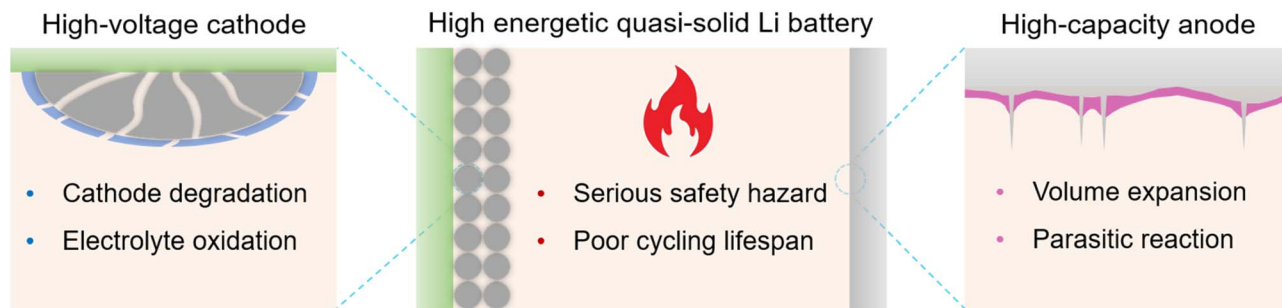 High-voltage cathode
• Cathode degradation
• Electrolyte oxidation
High energetic quasi-solid Li battery
• Serious safety hazard
• Poor cycling lifespan
High-capacity anode
• Volume expansion
• Parasitic reaction